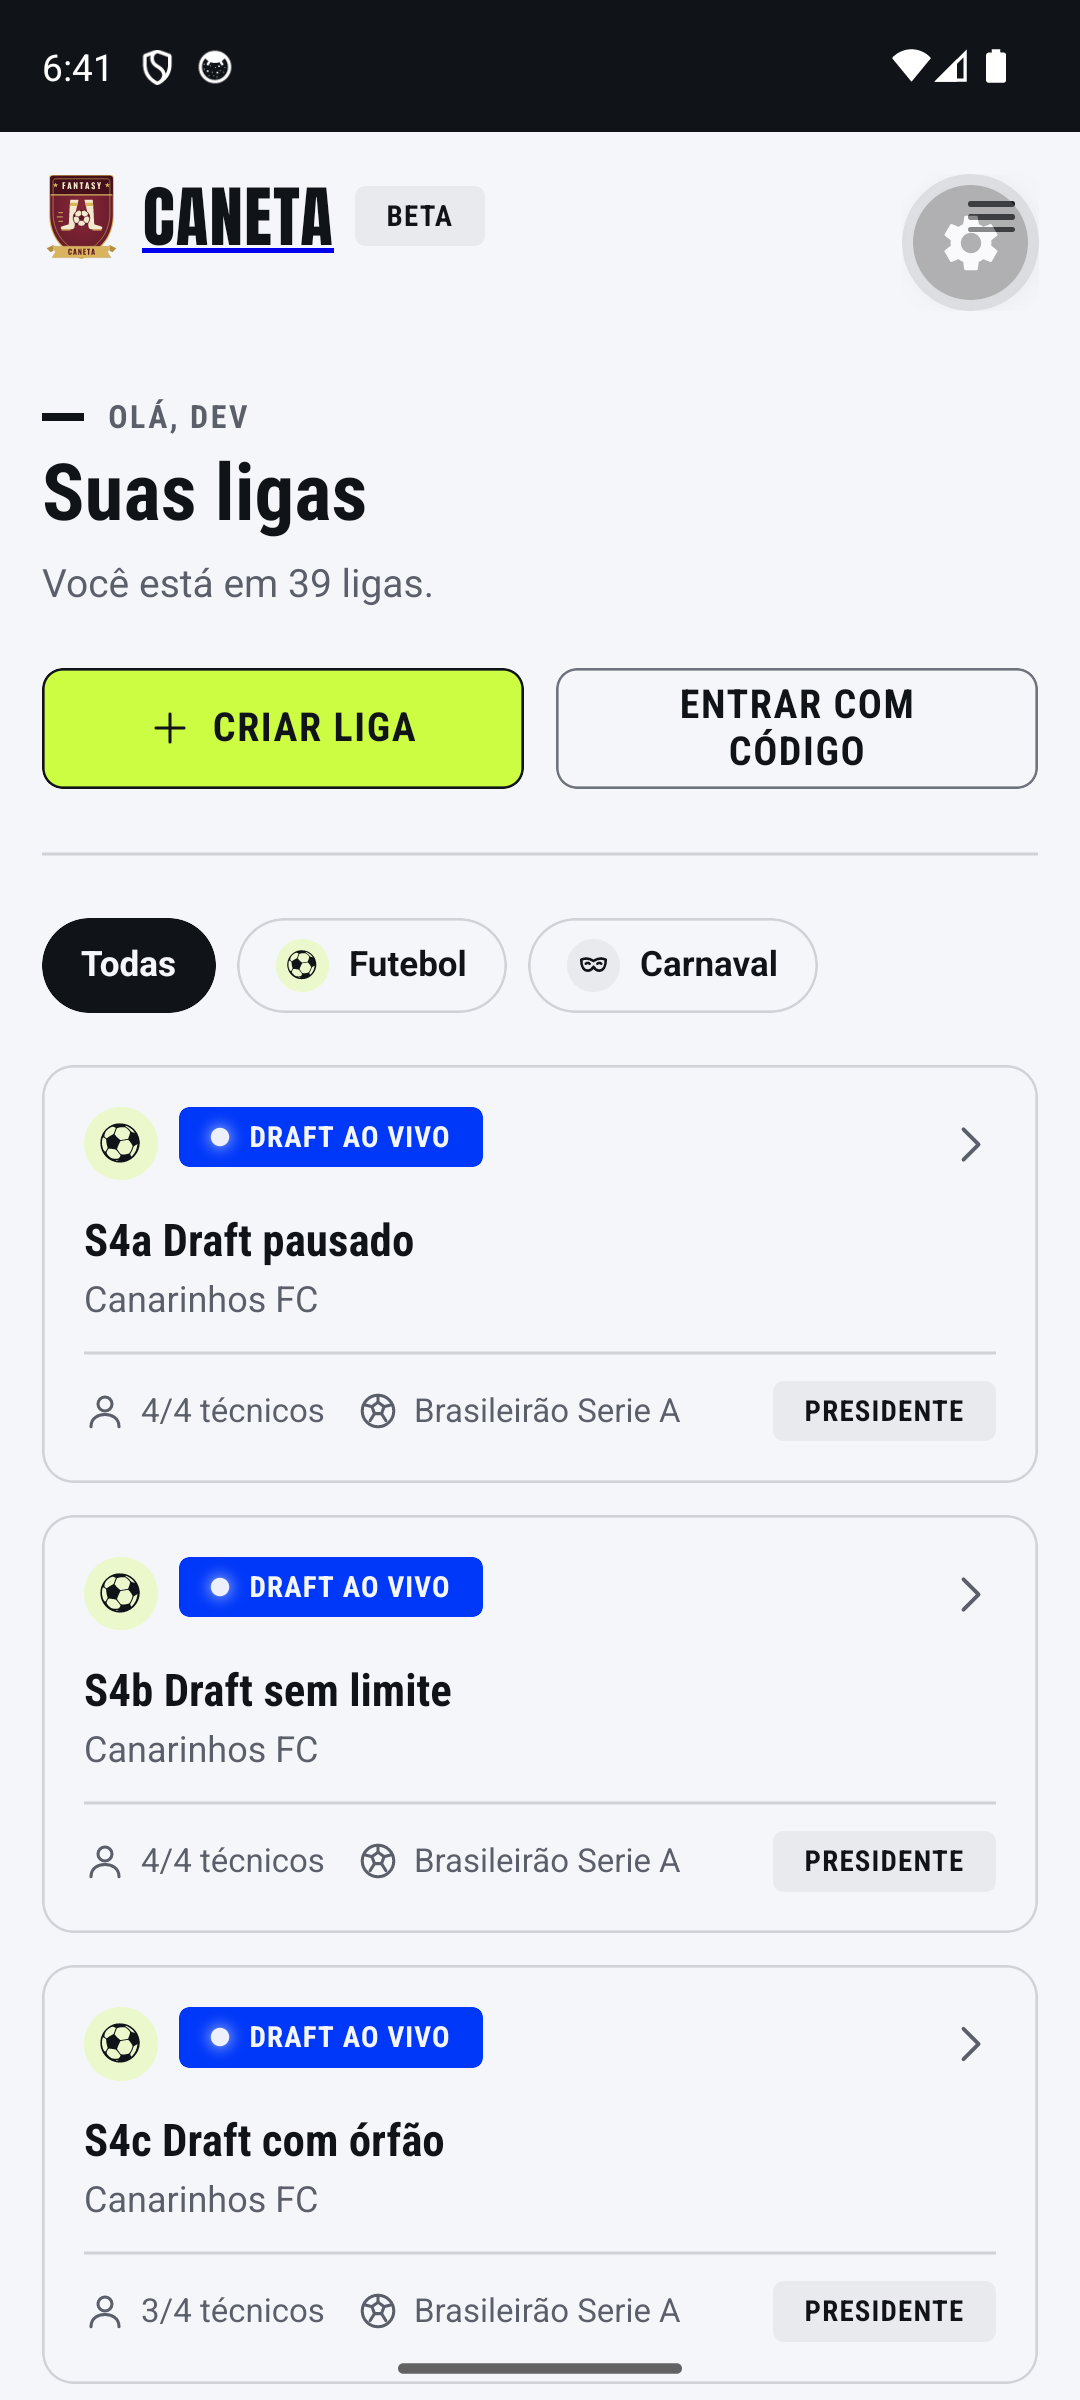 6:41
FANTASY
CANETA
CANETA
BETA
OLÁ, DEV
Suas ligas
Você está em 39 ligas.
CRIAR LIGA
ENTRAR COM
CÓDIGO
Todas
Futebol
Carnaval
DRAFT AO VIVO
S4a Draft pausado
Canarinhos FC
4/4 técnicos
Brasileirão Serie A
PRESIDENTE
DRAFT AO VIVO
S4b Draft sem limite
Canarinhos FC
4/4 técnicos
Brasileirão Serie A
PRESIDENTE
DRAFT AO VIVO
S4c Draft com órfão
Canarinhos FC
3/4 técnicos
Brasileirão Serie A
PRESIDENTE